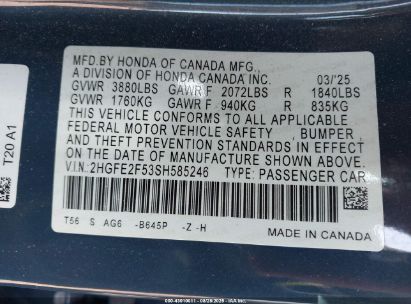 MFD.BY HONDA OF CANADA MFG.,
A DIVISION OF HONDA CANADA INC. 03/'25
GVWR 3880LBS GAWR F 2072LBS R 1840LBS
GVWR 1760KG GAWR F 940KG R 835KG
THIS VEHICLE CONFORMS TO ALL APPLICABLE
FEDERAL MOTOR VEHICLE SAFETY, BUMPER,
AND THEFT PREVENTION STANDARDS IN EFFECT
ON THE DATE OF MANUFACTURE SHOWN ABOVE.
V.I.N: 2HGFE2F53SH585246 TYPE: PASSENGER CAR
T56 S AG6 -B645P -Z -H
MADE IN CANADA
T20 A1